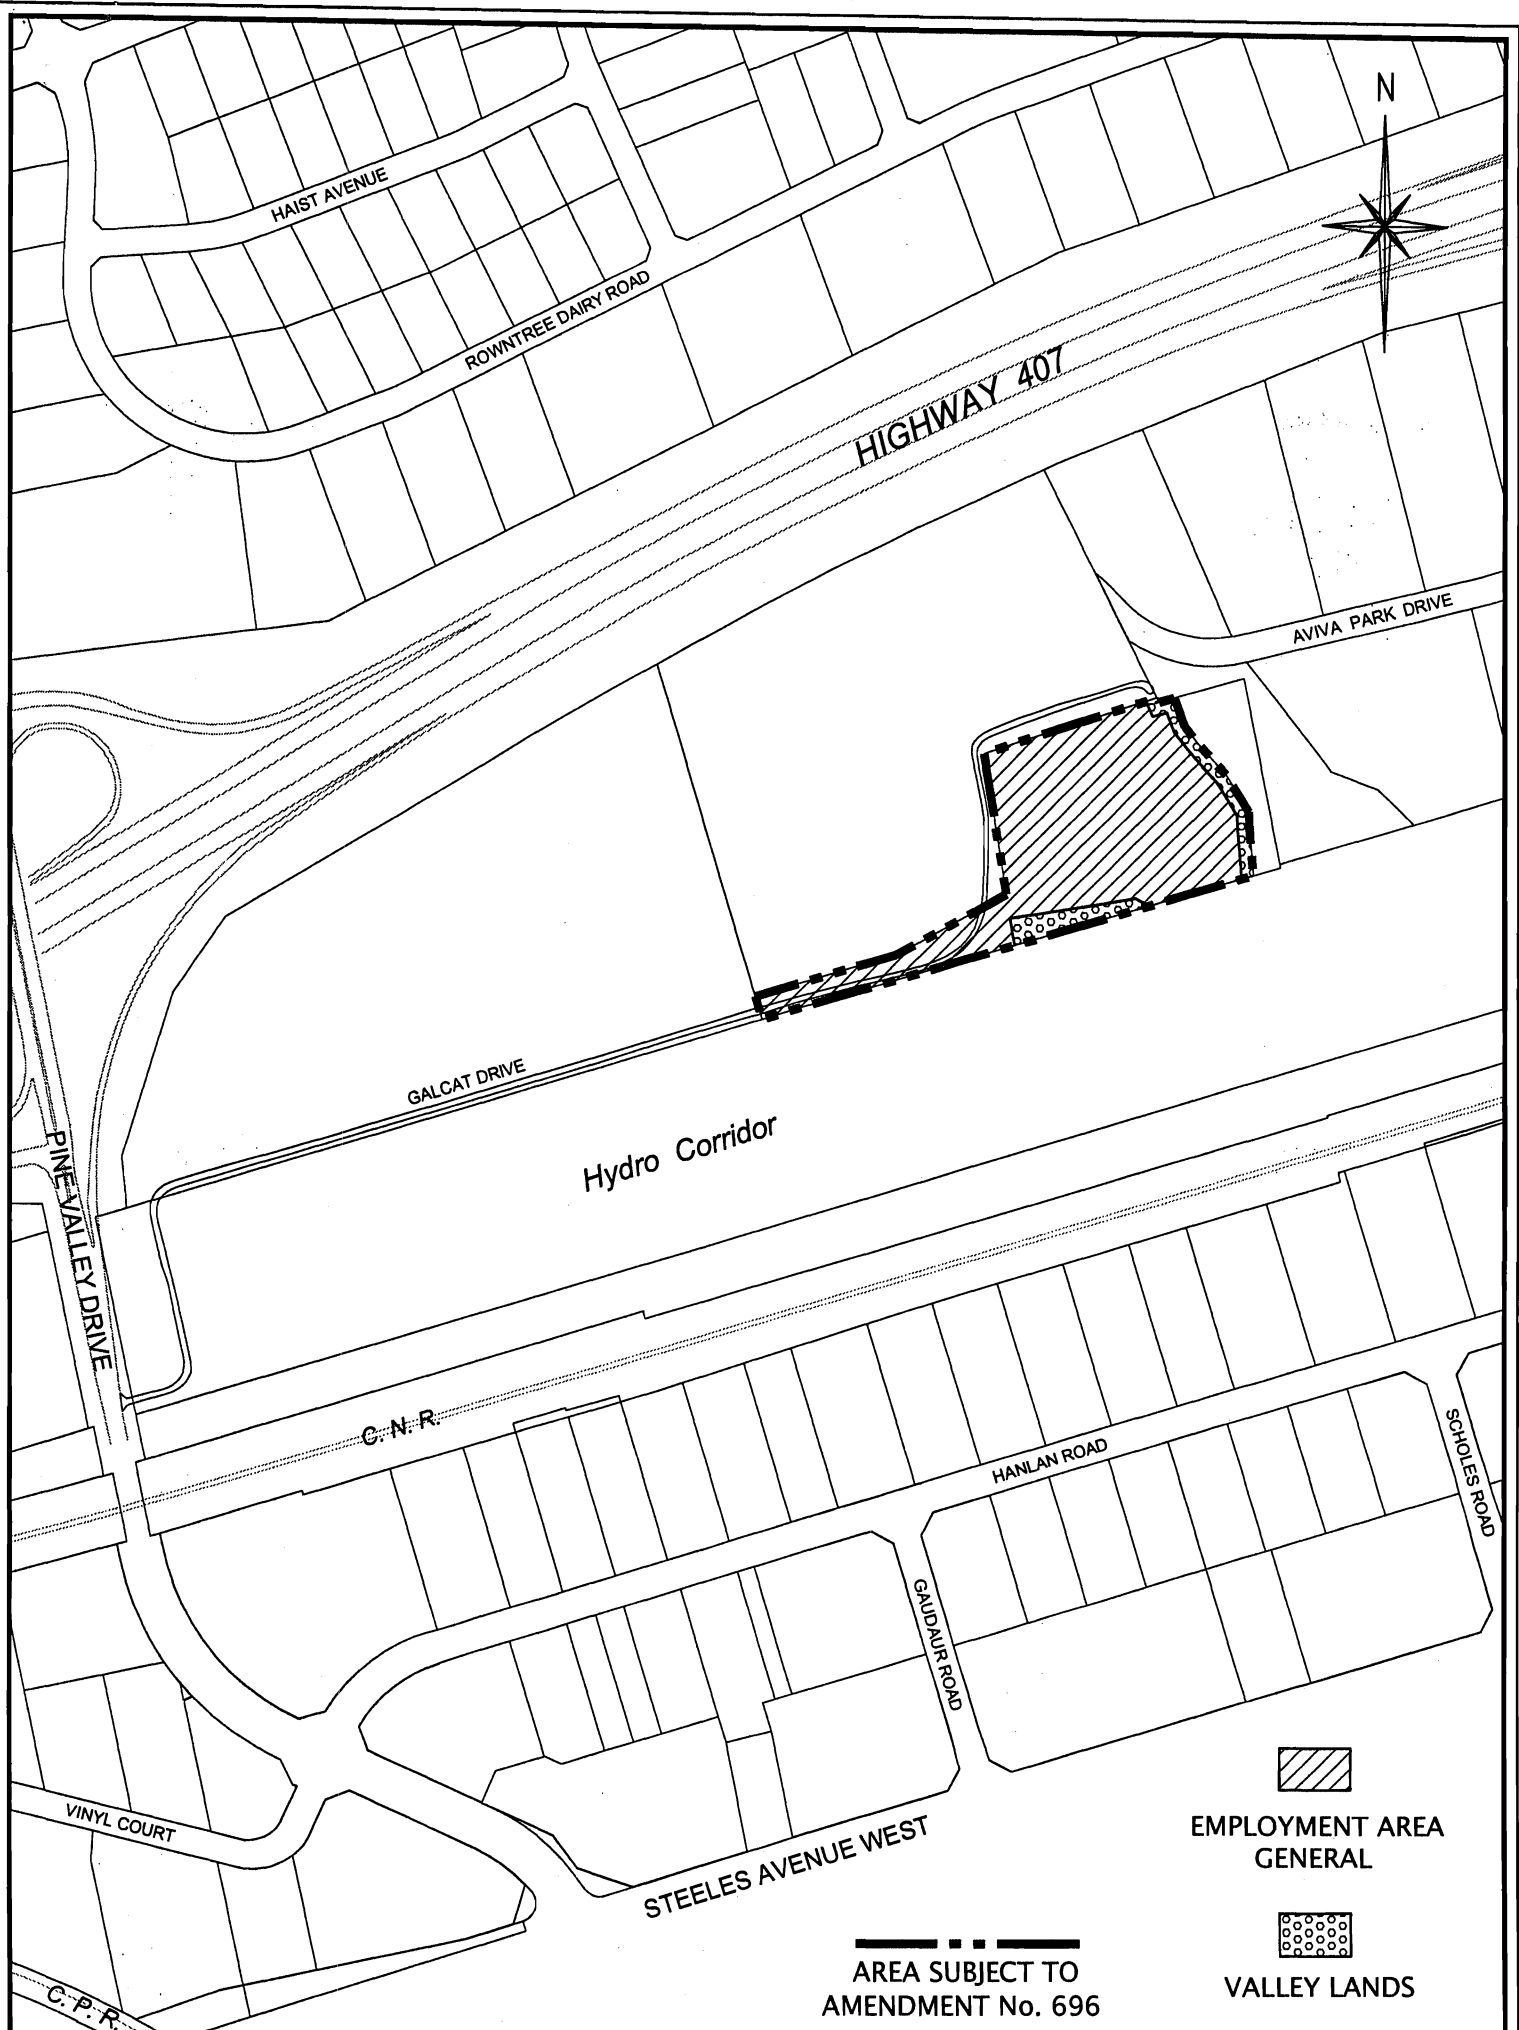 N
HAIST AVENUE
ROWNTREE DAIRY ROAD
HIGHWAY 407
AVIVA PARK DRIVE
GALCAT DRIVE
Hydro Corridor
PINE VALLEY DRIVE
C. N. R.
HANLAN ROAD
SCHOLES ROAD
GAUDAUR ROAD
VINYL COURT
STEELES AVENUE WEST
C. P. R.
EMPLOYMENT AREA
GENERAL
AREA SUBJECT TO
AMENDMENT No. 696
VALLEY LANDS